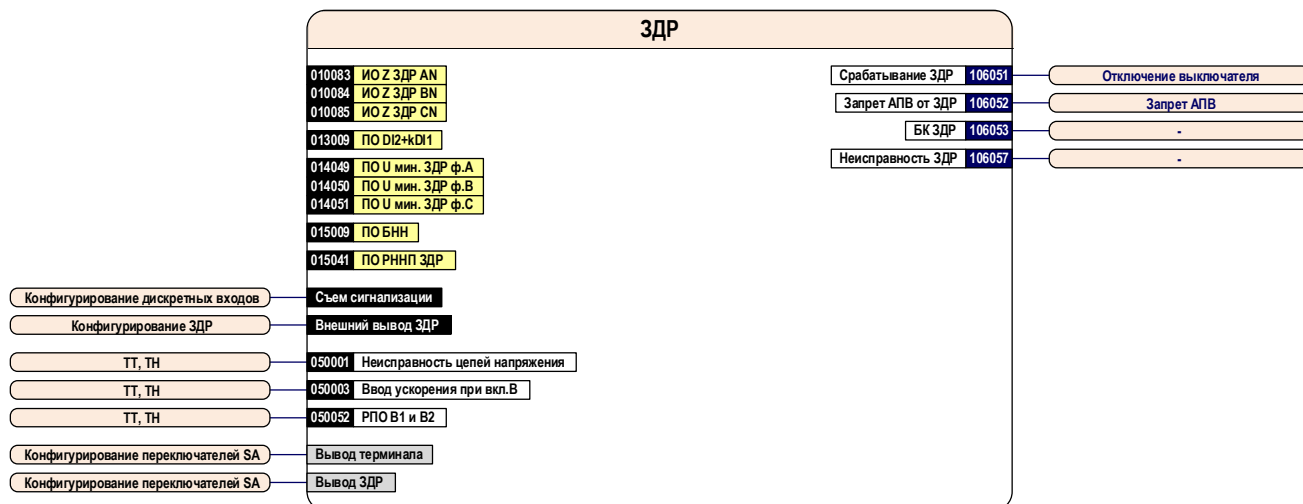 ЗДР
010083 ИО Z ЗДР AN
010084 ИО Z ЗДР BN
010085 ИО Z ЗДР CN
013009 ПО DI2+kDI1
014049 ПО U мин. ЗДР ф.А
014050 ПО U мин. ЗДР ф.В
014051 ПО U мин. ЗДР ф.С
015009 ПО БНН
015041 ПО РННП ЗДР
Срабатывание ЗДР 106051 Отключение выключателя
Запрет АПВ от ЗДР 106052 Запрет АПВ
БК ЗДР 106053 -
Неисправность ЗДР 106057 -
Конфигурирование дискретных входов Съем сигнализации
Конфигурирование ЗДР Внешний вывод ЗДР
ТТ, ТН 050001 Неисправность цепей напряжения
ТТ, ТН 050003 Ввод ускорения при вкл.В
ТТ, ТН 050052 РПО В1 и В2
Конфигурирование переключателей SA Вывод терминала
Конфигурирование переключателей SA Вывод ЗДР